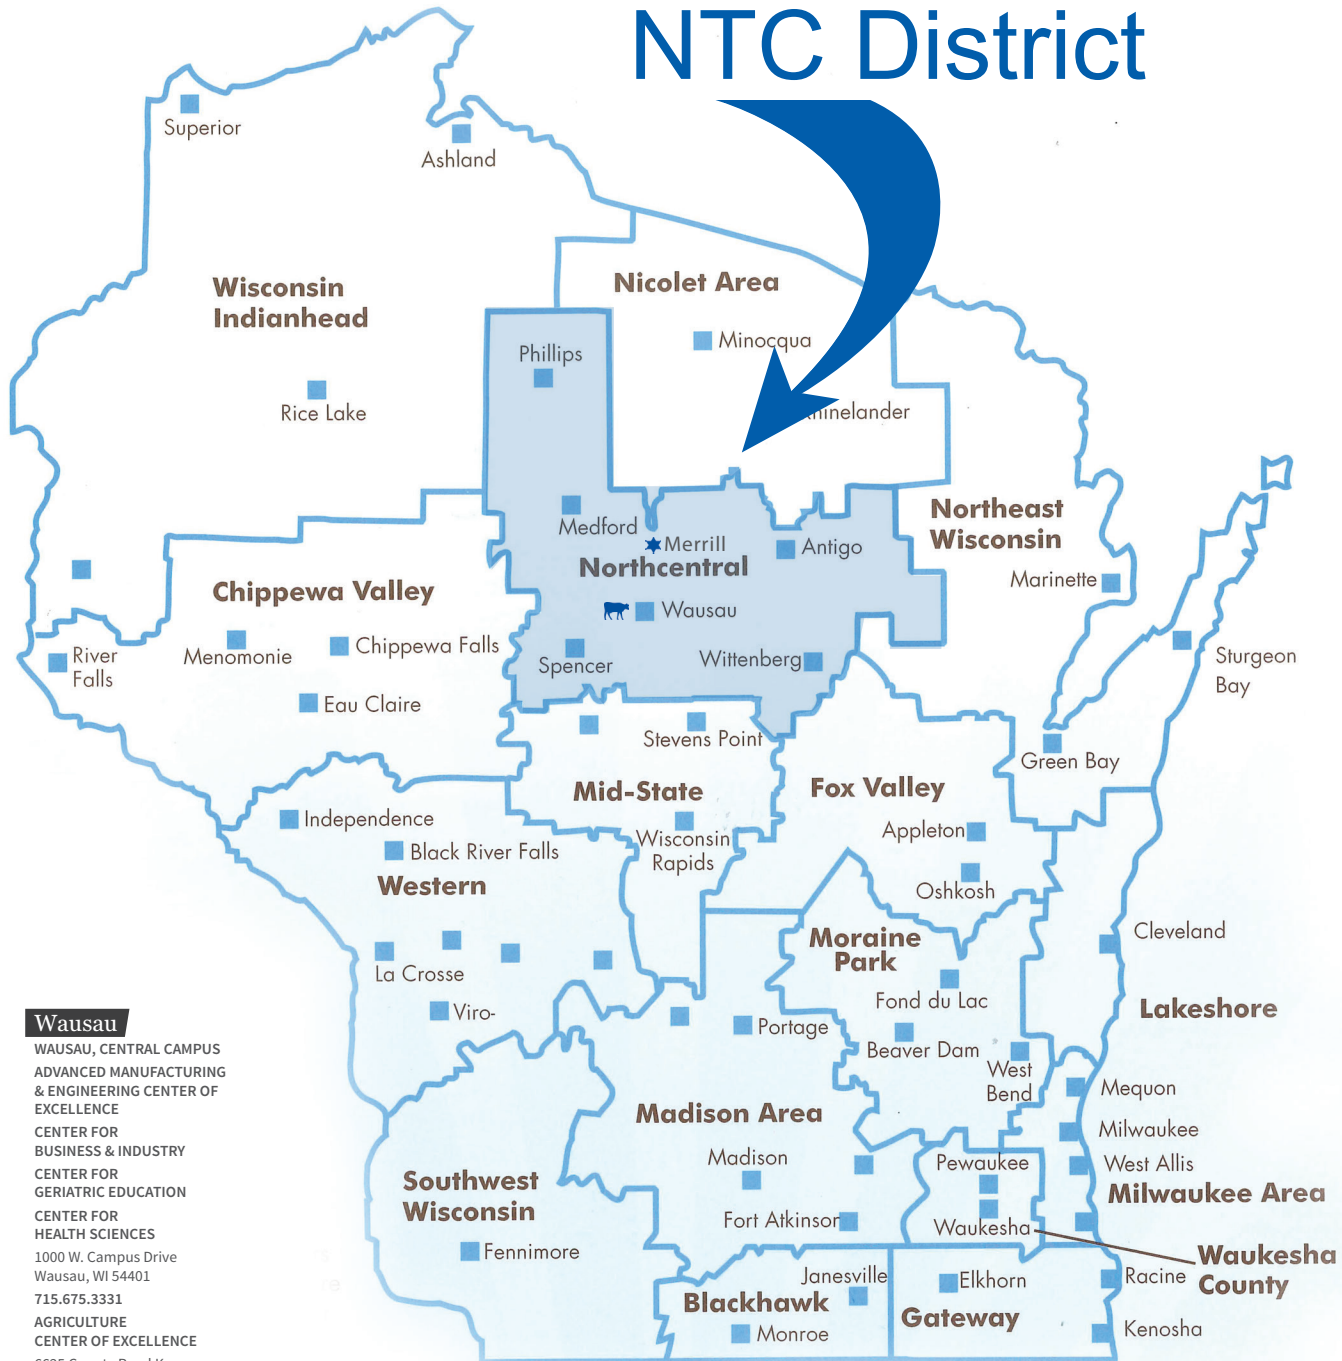 NTC District
Superior
Ashland
Wisconsin
Indianhead
Nicolet Area
Minocqua
Phillips
Rice Lake
Medford
Merrill
Antigo
Northcentral
Northeast
Wisconsin
Marinette
Chippewa Valley
Wausau
Menomonie
Chippewa Falls
Spencer
Wittenberg
River
Falls
Sturgeon
Bay
Eau Claire
Stevens Point
Green Bay
Mid-State
Fox Valley
Independence
Wisconsin
Rapids
Appleton
Black River Falls
Western
Oshkosh
Moraine
Park
Cleveland
La Crosse
Fond du Lac
Lakeshore
Viro-
Portage
Beaver Dam
West
Bend
Mequon
Madison Area
Milwaukee
Madison
Pewaukee
West Allis
Southwest
Wisconsin
Milwaukee Area
Fort Atkinson
Waukesha
Fennimore
Waukesha
County
Janesville
Elkhorn
Racine
Blackhawk
Gateway
Monroe
Kenosha
Wausau
WAUSAU, CENTRAL CAMPUS
ADVANCED MANUFACTURING
& ENGINEERING CENTER OF
EXCELLENCE
CENTER FOR
BUSINESS & INDUSTRY
CENTER FOR
GERIATRIC EDUCATION
CENTER FOR
HEALTH SCIENCES
1000 W. Campus Drive
Wausau, WI 54401
715.675.3331
AGRICULTURE
CENTER OF EXCELLENCE